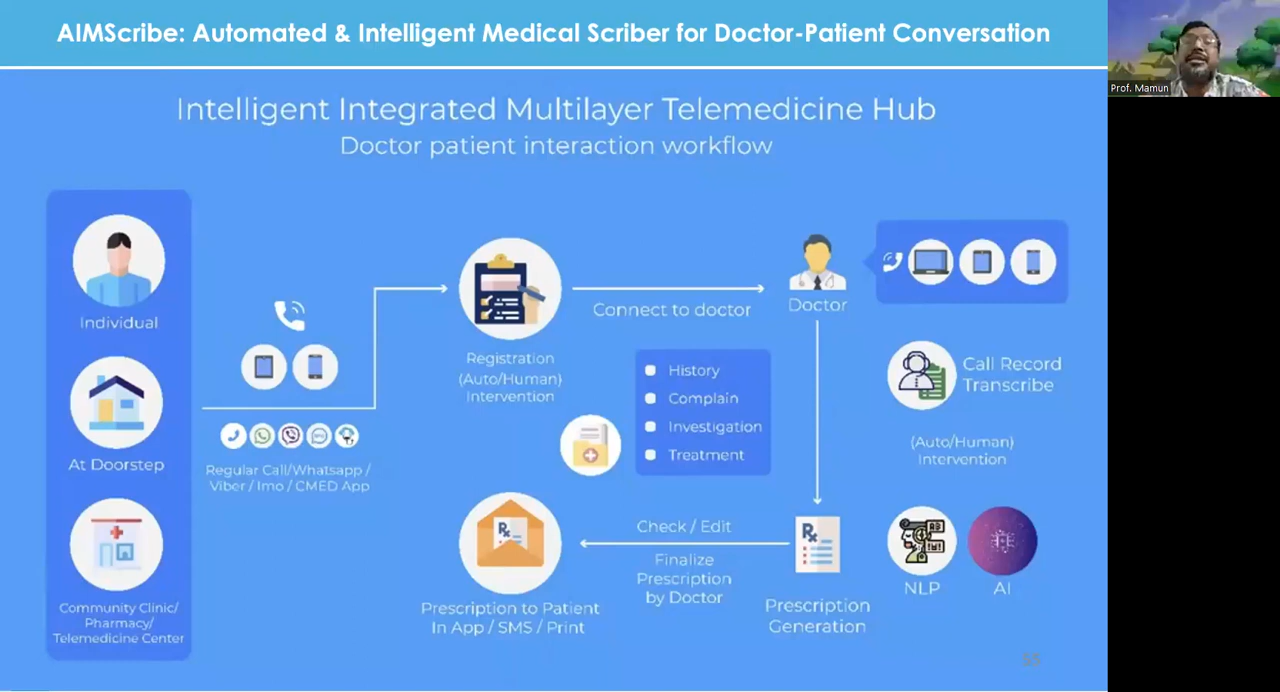 AIMScribe: Automated & Intelligent Medical Scriber for Doctor-Patient Conversation
Prof. Mamun
Intelligent Integrated Multilayer Telemedicine Hub
Doctor patient interaction workflow
Individual
At Doorstep
Community Clinic/
Pharmacy/
Telemedicine Center
Regular Call/Whatsapp /
Viber / Imo / CMED App
Registration
(Auto/Human)
Intervention
Connect to doctor
Doctor
History
Complain
Investigation
Treatment
Call Record
Transcribe
(Auto/Human)
Intervention
NLP
AI
Rx
Prescription
Generation
Check / Edit
Finalize
Prescription
by Doctor
Rx
Prescription to Patient
In App / SMS / Print
55